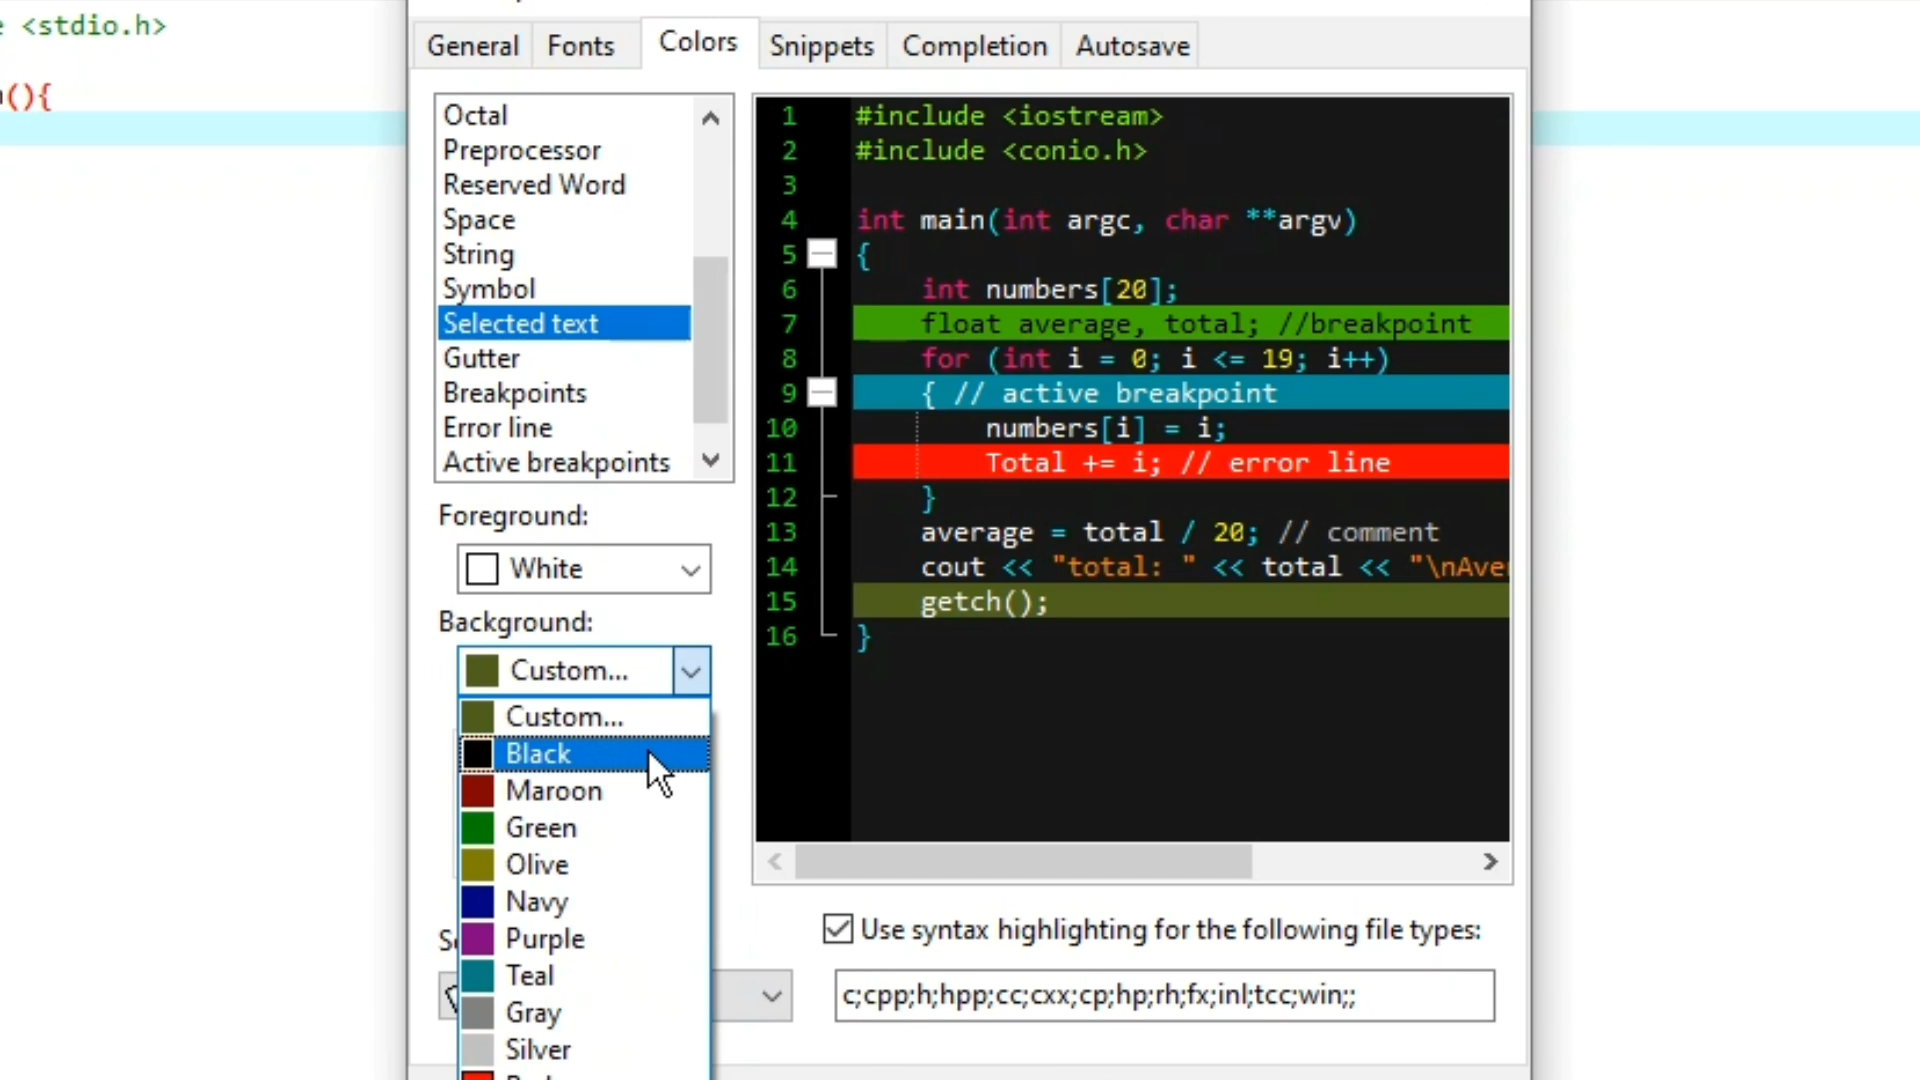 <stdio.h>
(){
General Fonts Colors Snippets Completion Autosave
Octal
Preprocessor
Reserved Word
Space
String
Symbol
Selected text
Gutter
Breakpoints
Error line
Active breakpoints
Foreground:
White
Background:
Custom...
Custom...
Black
Maroon
Green
Olive
Navy
Purple
Teal
Gray
Silver
1 #include <iostream>
2 #include <conio.h>
3
4 int main(int argc, char **argv)
5 {
6 int numbers[20];
7 float average, total; //breakpoint
8 for (int i = 0; i <= 19; i++)
9 { // active breakpoint
10 numbers[i] = i;
11 Total += i; // error line
12 }
13 average = total / 20; // comment
14 cout << "total: " << total << "\nAve
15 getch();
16 }
Use syntax highlighting for the following file types:
c;cpp;h;hpp;cc;cxx;cp;hp;rh;fx;inl;tcc;win;;